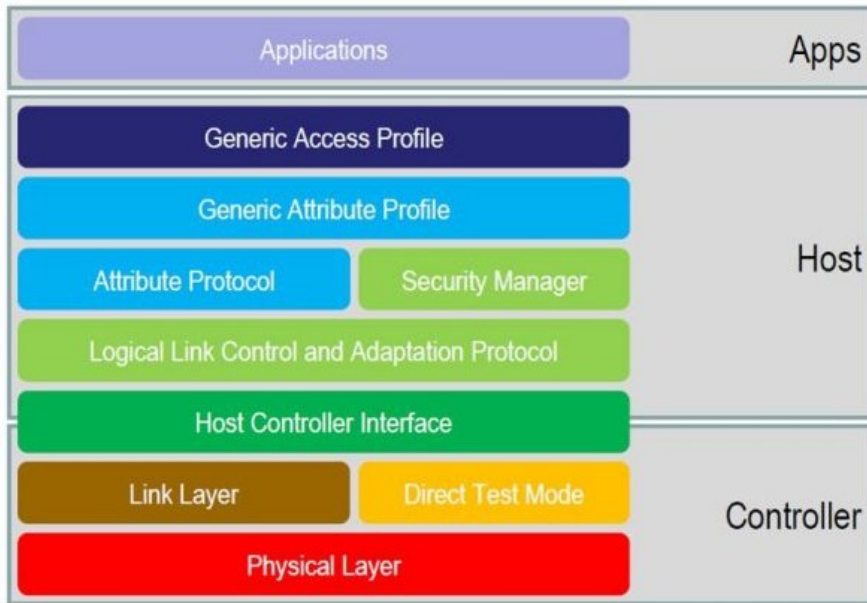 Applications
Apps
Generic Access Profile
Generic Attribute Profile
Host
Attribute Protocol
Security Manager
Logical Link Control and Adaptation Protocol
Host Controller Interface
Link Layer
Direct Test Mode
Controller
Physical Layer